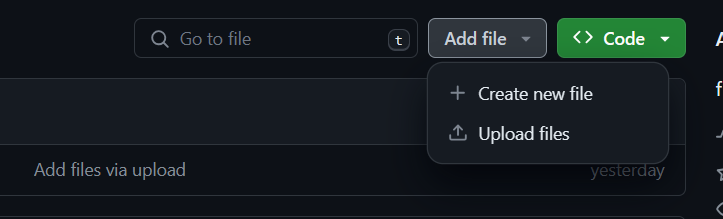 Go to file
t
Add file
<> Code
Create new file
Upload files
Add files via upload
yesterday